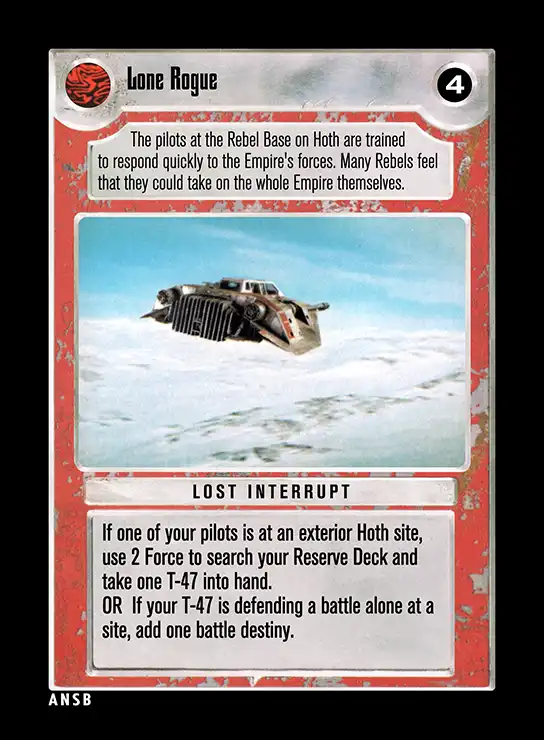 Lone Rogue
4
The pilots at the Rebel Base on Hoth are trained
to respond quickly to the Empire's forces. Many Rebels feel
that they could take on the whole Empire themselves.
LOST INTERRUPT
If one of your pilots is at an exterior Hoth site,
use 2 Force to search your Reserve Deck and
take one T-47 into hand.
OR If your T-47 is defending a battle alone at a
site, add one battle destiny.
ANSB